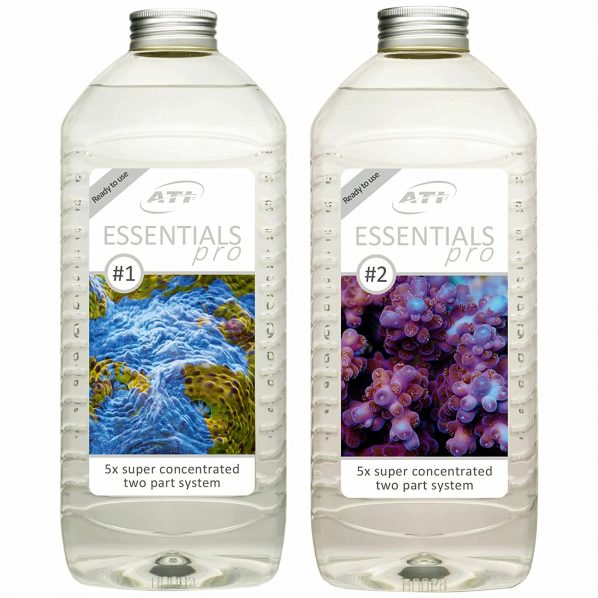 Ready to use
ATI
ESSENTIALS
pro
#1
5x super concentrated
two part system
Ready to use
ATI
ESSENTIALS
pro
#2
5x super concentrated
two part system